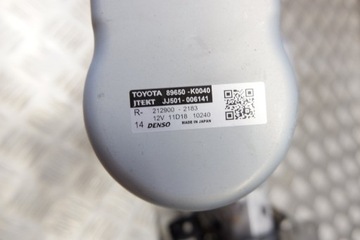 TOYOTA 89650-K0040
JTEKT JJ501-006141
R- 212900-2183
12V 11D18 10240
14 DENSO MADE IN JAPAN